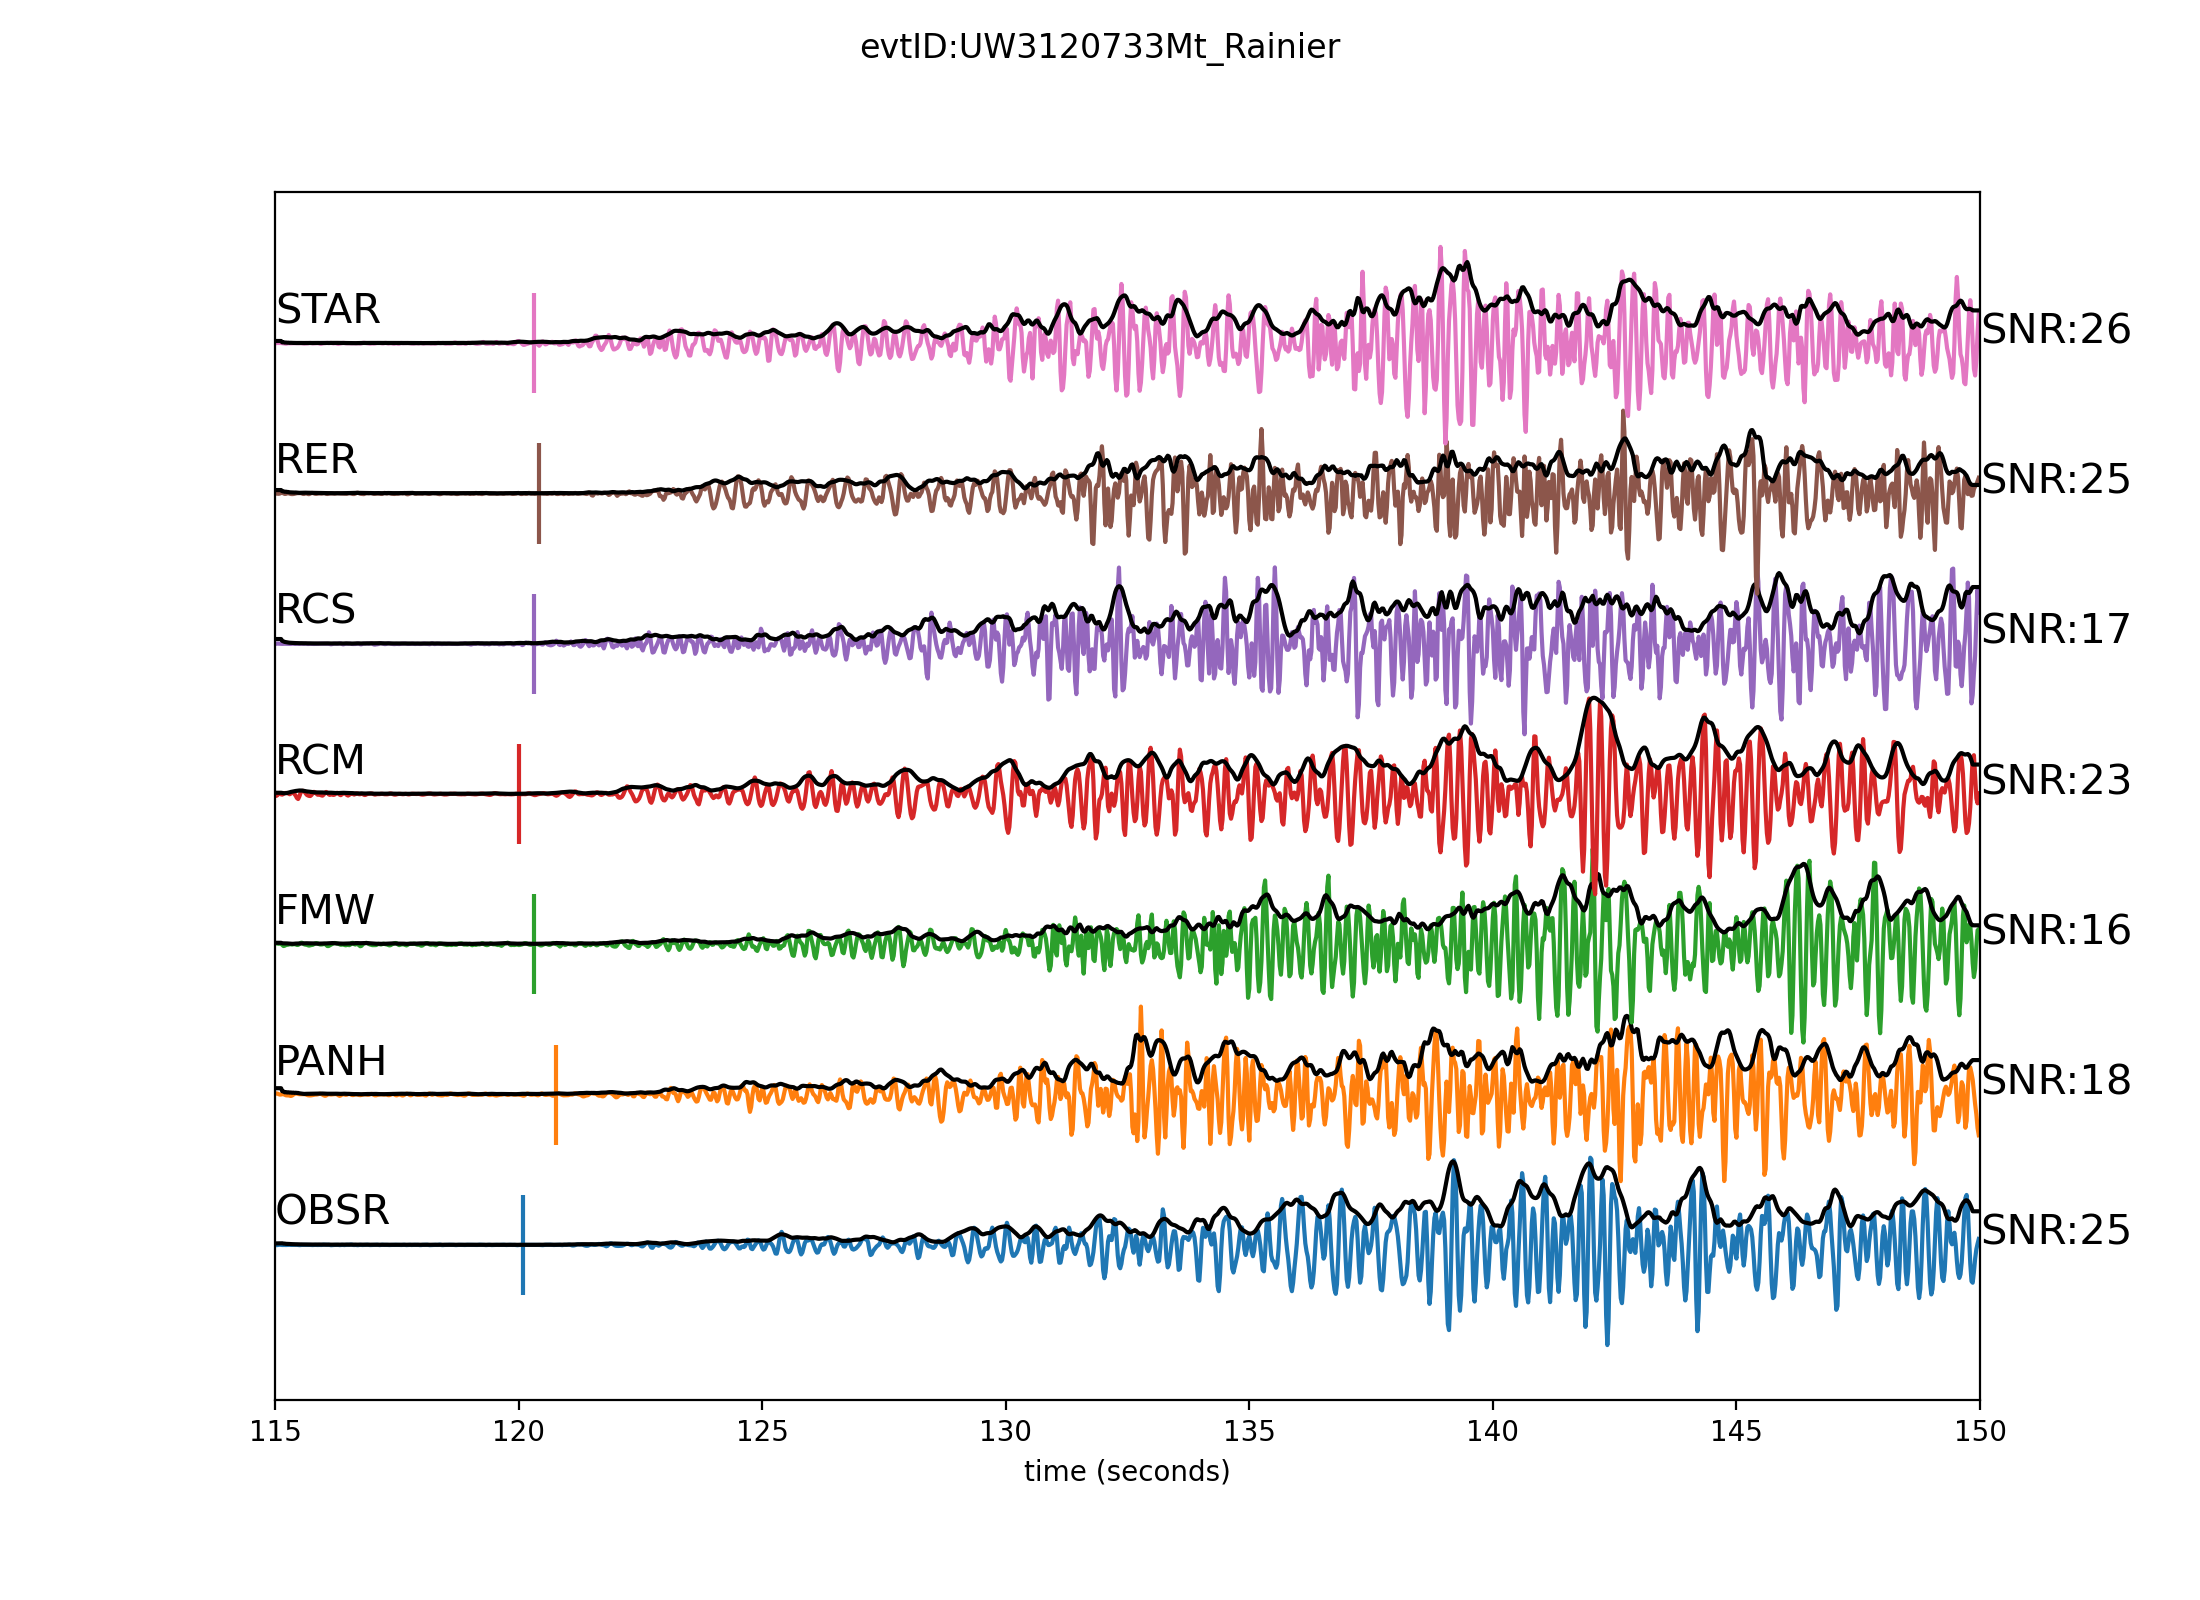 evtID:UW3120733Mt_Rainier
STAR
SNR:26
RER
SNR:25
RCS
SNR:17
RCM
SNR:23
FMW
SNR:16
PANH
SNR:18
OBSR
SNR:25
115 120 125 130 135 140 145 150
time (seconds)